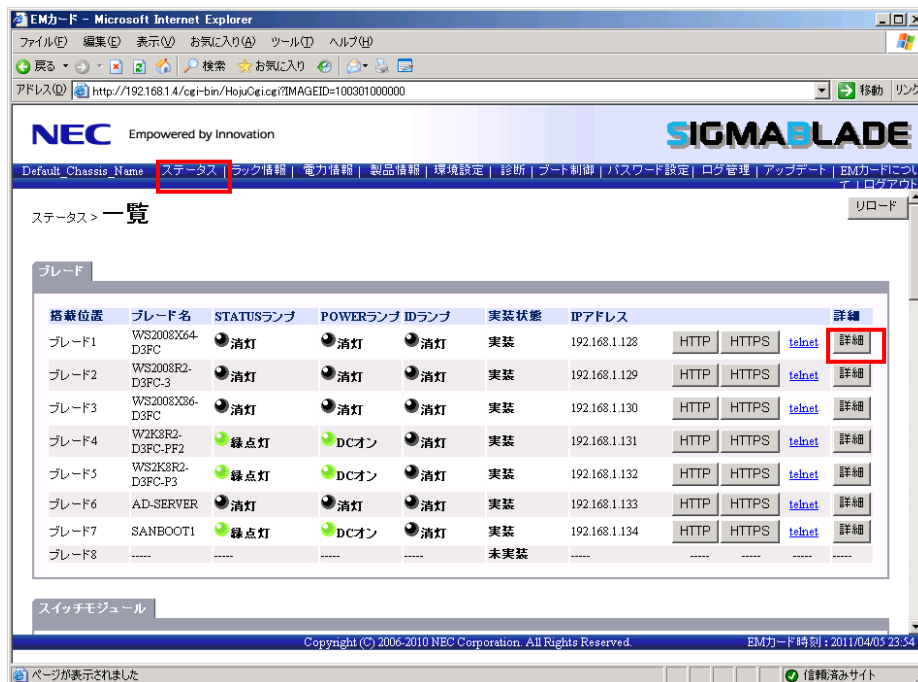 EMカード - Microsoft Internet Explorer
ファイル(F) 編集(E) 表示(V) お気に入り(A) ツール(T) ヘルプ(H)
戻る 検索 お気に入り
アドレス(D) http://192.168.1.4/cgi-bin/HojuCgi.cgi?IMAGEID=100301000000 移動 リンク
NEC Empowered by Innovation SIGMABLADE
Default_Chassis_Name ステータス | ラック情報 | 電力情報 | 製品情報 | 環境設定 | 診断 | ブート制御 | パスワード設定 | ログ管理 | アップデート | EMカードについ
て | ログアウト
ステータス > 一覧 リロード
ブレード
搭載位置 ブレード名 STATUSランプ POWERランプ IDランプ 実装状態 IPアドレス 詳細
ブレード1 WS2008X64-D3FC 消灯 消灯 消灯 実装 192.168.1.128 HTTP HTTPS telnet 詳細
ブレード2 WS2008R2-D3FC-3 消灯 消灯 消灯 実装 192.168.1.129 HTTP HTTPS telnet 詳細
ブレード3 WS2008X86-D3FC 消灯 消灯 消灯 実装 192.168.1.130 HTTP HTTPS telnet 詳細
ブレード4 W2K8R2-D3FC-PF2 緑点灯 DCオン 消灯 実装 192.168.1.131 HTTP HTTPS telnet 詳細
ブレード5 WS2K8R2-D3FC-P3 緑点灯 DCオン 消灯 実装 192.168.1.132 HTTP HTTPS telnet 詳細
ブレード6 AD-SERVER 消灯 消灯 消灯 実装 192.168.1.133 HTTP HTTPS telnet 詳細
ブレード7 SANBOOT1 緑点灯 DCオン 消灯 実装 192.168.1.134 HTTP HTTPS telnet 詳細
ブレード8 ----- ----- ----- ----- 未実装 ----- ----- ----- ----- -----
スイッチモジュール
Copyright (C) 2006-2010 NEC Corporation. All Rights Reserved. EMカード時刻 : 2011/04/05 23:54
ページが表示されました 信頼済みサイト